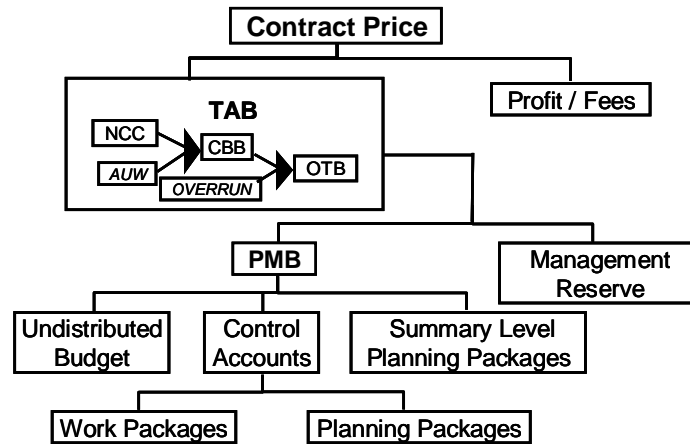 Contract Price
TAB
Profit / Fees
NCC
CBB
AUW
OVERRUN
OTB
PMB
Management
Reserve
Undistributed
Budget
Control
Accounts
Summary Level
Planning Packages
Work Packages
Planning Packages